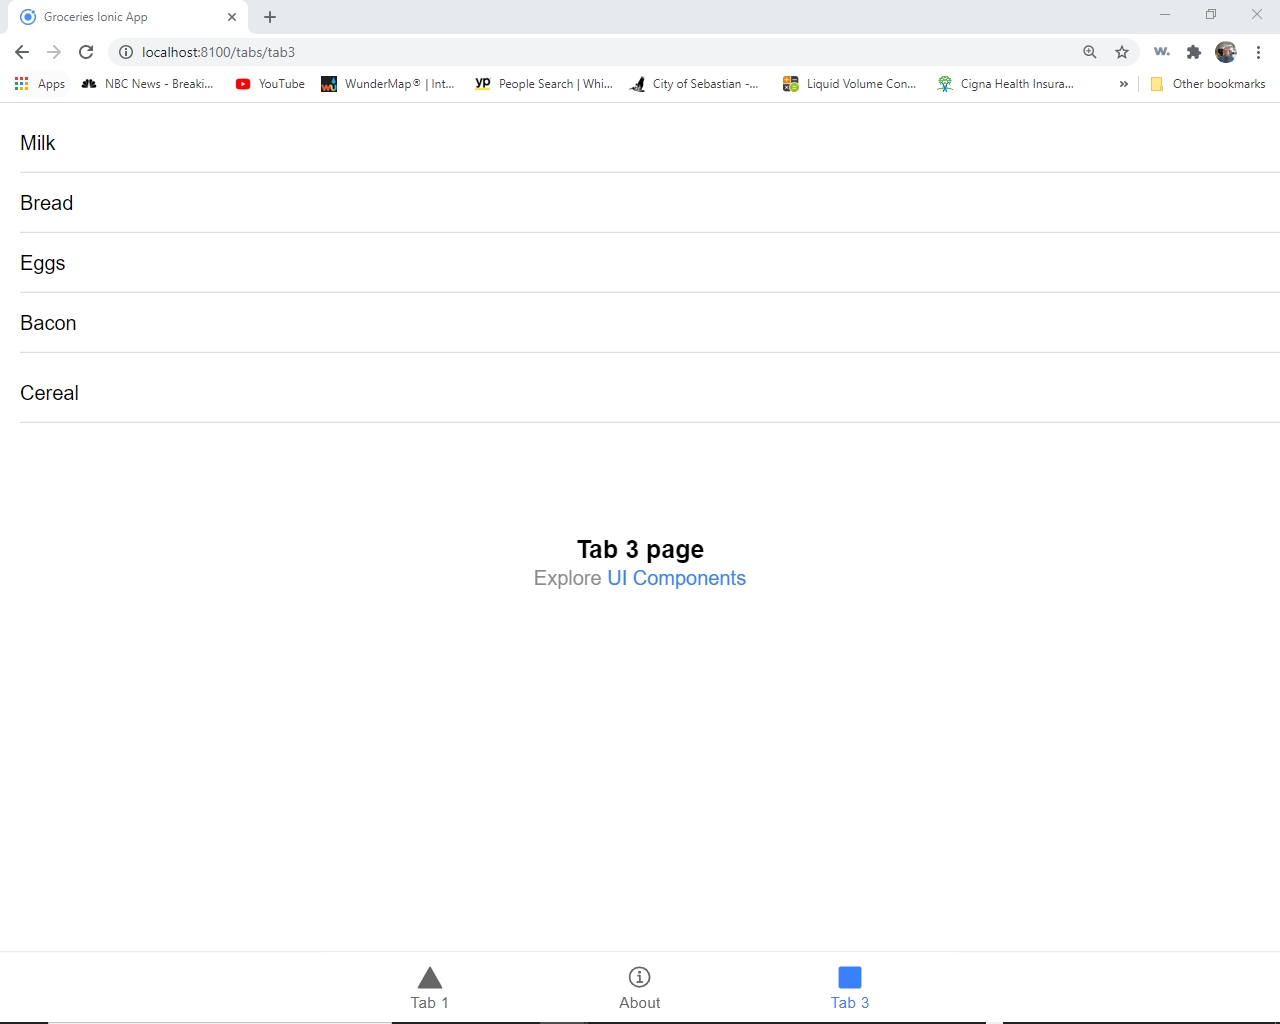 Groceries Ionic App
localhost:8100/tabs/tab3
W.
Apps
NBC News - Breaki...
YouTube
WU
WunderMap® | Int...
YP
People Search | Whi...
City of Sebastian -...
Liquid Volume Con...
Cigna Health Insura...
»
Other bookmarks
Milk
Bread
Eggs
Bacon
Cereal
Tab 3 page
Explore UI Components
Tab 1
About
Tab 3